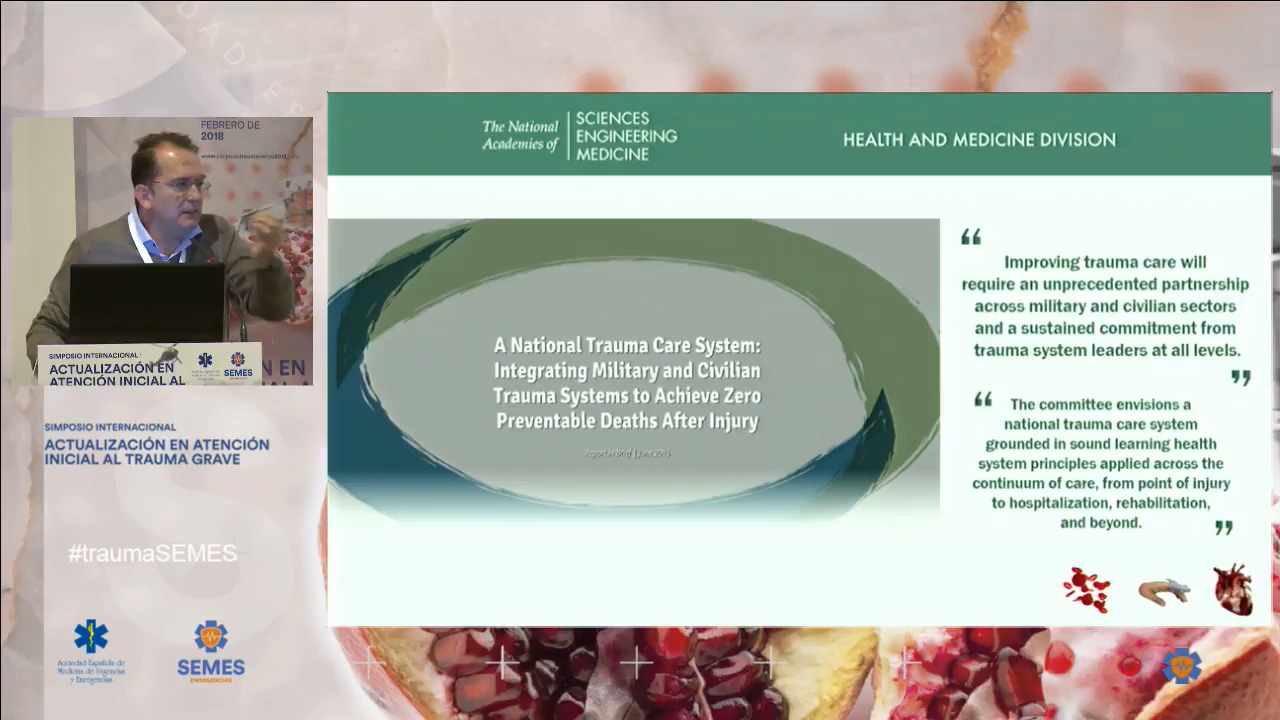 FEBRERO DE
2018
SIMPOSIO INTERNACIONAL
ACTUALIZACIÓN EN
ATENCIÓN INICIAL AL
SEMES
EN
SIMPOSIO INTERNACIONAL
ACTUALIZACIÓN EN ATENCIÓN
INICIAL AL TRAUMA GRAVE
#traumaSEMES
Sociedad Española de
Medicina de Urgencias
y Emergencias
SEMES
EMERGENCIAS
The National
Academies of
SCIENCES
ENGINEERING
MEDICINE
HEALTH AND MEDICINE DIVISION
A National Trauma Care System:
Integrating Military and Civilian
Trauma Systems to Achieve Zero
Preventable Deaths After Injury
“
Improving trauma care will
require an unprecedented partnership
across military and civilian sectors
and a sustained commitment from
trauma system leaders at all levels.
”
“ The committee envisions a
national trauma care system
grounded in sound learning health
system principles applied across the
continuum of care, from point of injury
to hospitalization, rehabilitation,
and beyond. ”